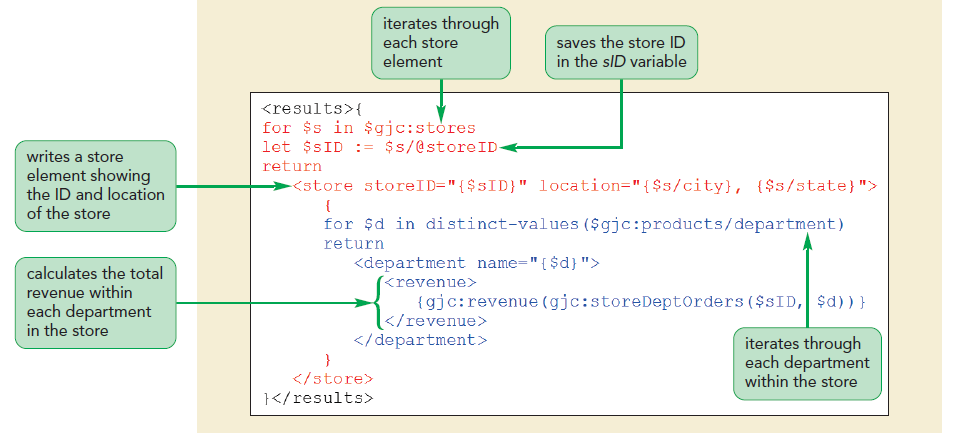 iterates through
each store
element
saves the store ID
in the sID variable
<results>{
for $s in $gjc:stores
let $sID := $s/@storeID
return
<store storeID="{$sID}" location="{$s/city}, {$s/state}">
{
for $d in distinct-values($gjc:products/department)
return
<department name="{$d}">
<revenue>
{gjc:revenue(gjc:storeDeptOrders($sID, $d))}
</revenue>
</department>
}
</store>
}</results>
writes a store
element showing
the ID and location
of the store
calculates the total
revenue within
each department
in the store
iterates through
each department
within the store